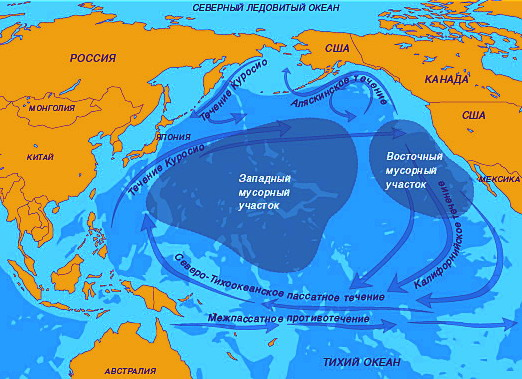 СЕВЕРНЫЙ ЛЕДОВИТЫЙ ОКЕАН
РОССИЯ
США
КАНАДА
МОНГОЛИЯ
Течение Куросио
Аляскинское течение
США
ЯПОНИЯ
КИТАЙ
Течение Куросио
Западный
мусорный
участок
Восточный
мусорный
участок
МЕКСИКА
Калифорнийское течение
Северо-Тихоокеанское пассатное течение
Межпассатное противотечение
ТИХИЙ ОКЕАН
АВСТРАЛИЯ